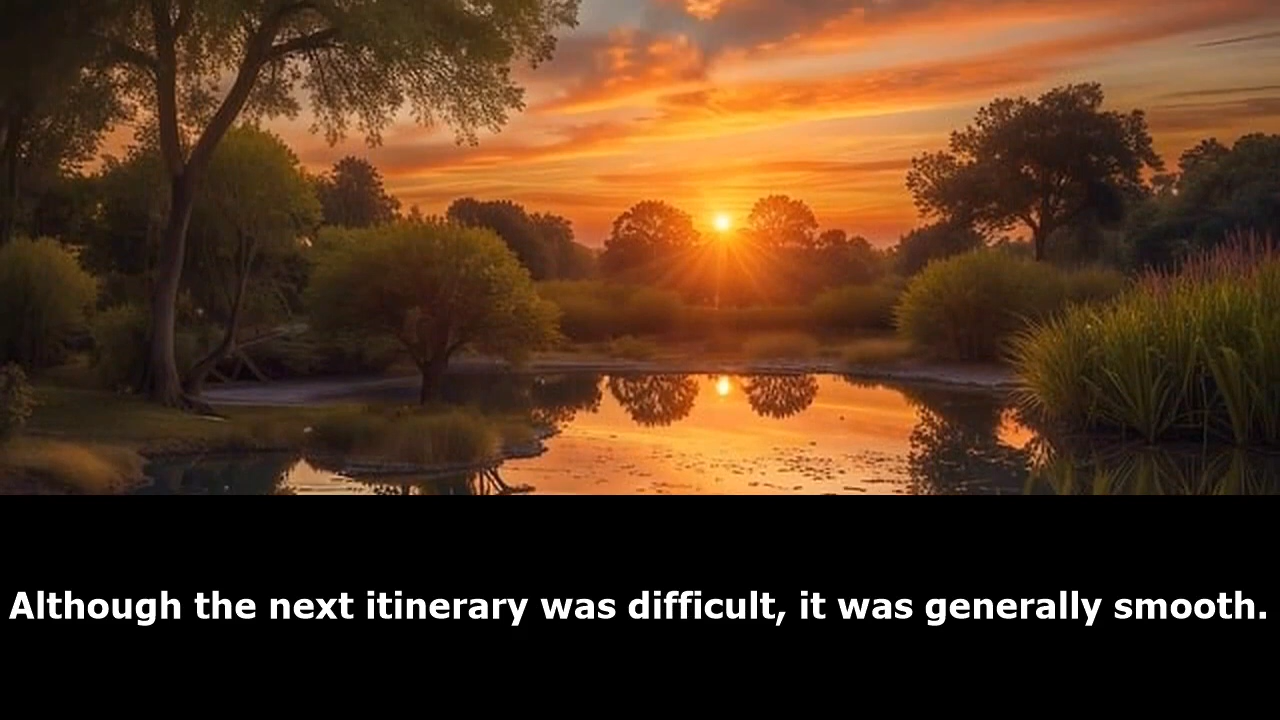 Although the next itinerary was difficult, it was generally smooth.